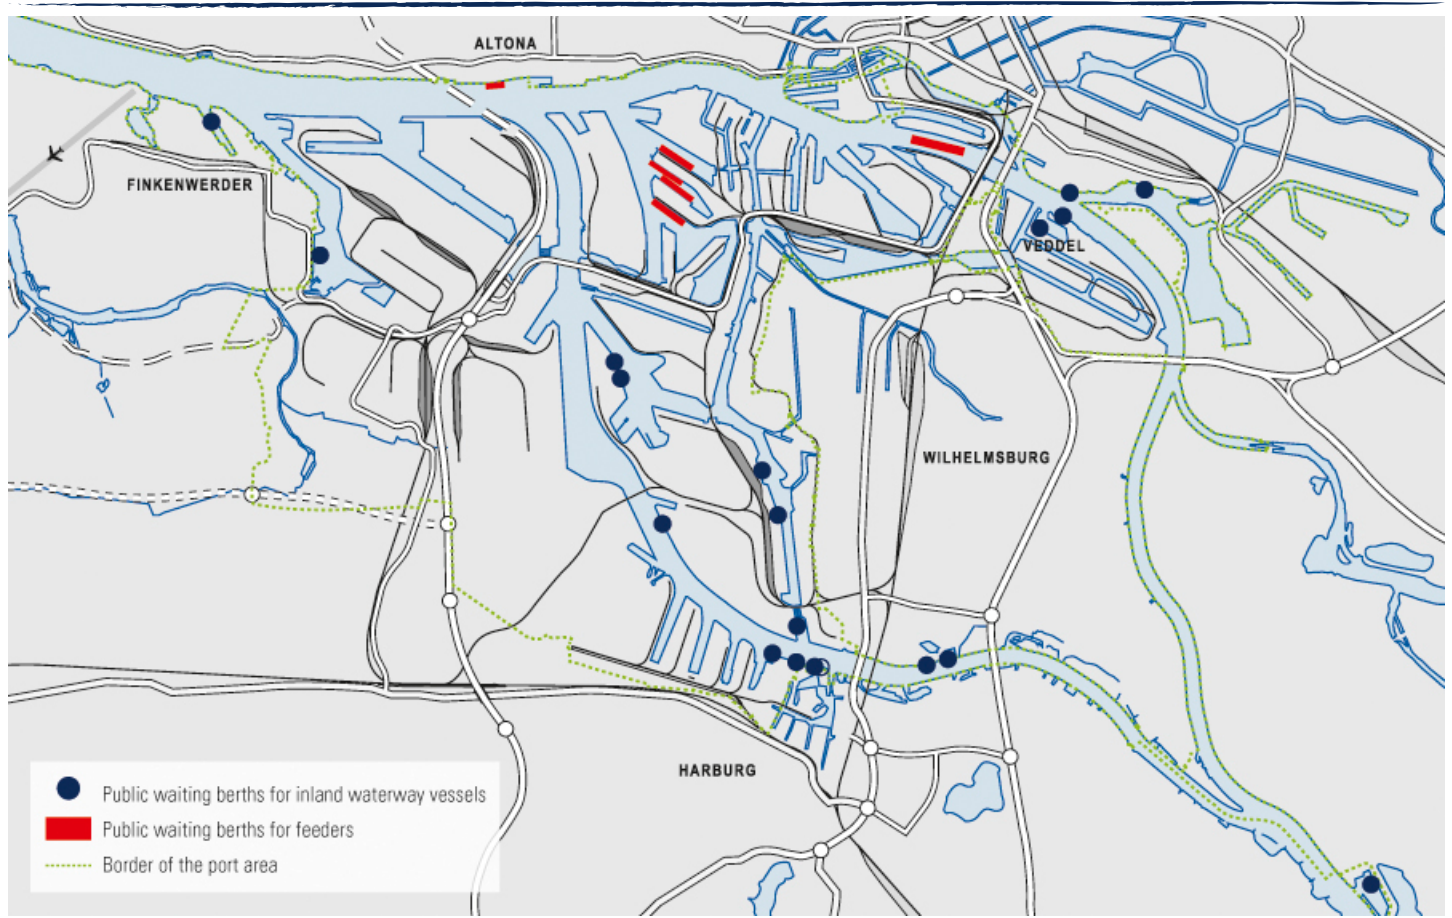 ALTONA
FINKENWERDER
VEDDEL
WILHELMSBURG
HARBURG
Public waiting berths for inland waterway vessels
Public waiting berths for feeders
Border of the port area